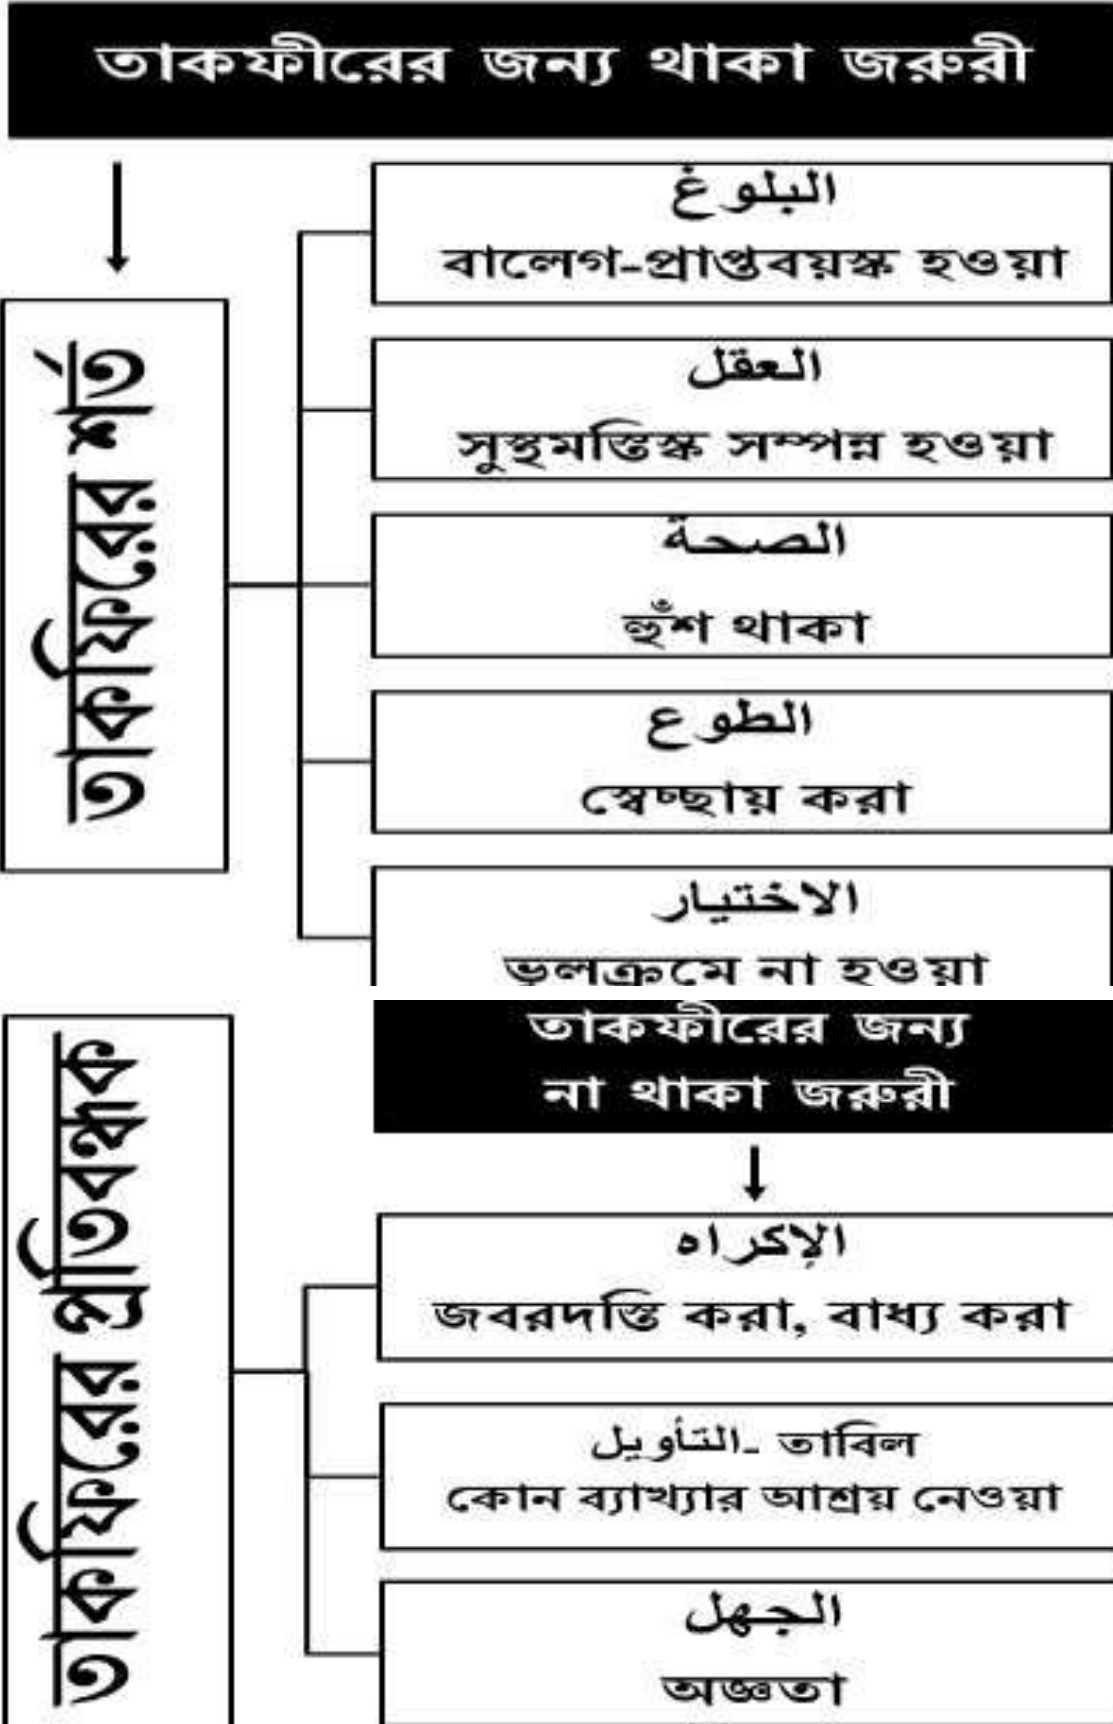 তাকফীরের জন্য থাকা জরুরী
তাকফিরের শর্ত
البلوغ
বালেগ-প্রাপ্তবয়স্ক হওয়া
العقل
সুস্থমস্তিস্ক সম্পন্ন হওয়া
الصحة
হুঁশ থাকা
الطوع
স্বেচ্ছায় করা
الاختيار
ভুলক্রমে না হওয়া
তাকফিরের প্রতিবন্ধক
তাকফীরের জন্য
না থাকা জরুরী
الإكراه
জবরদস্তি করা, বাধ্য করা
التأويل- তাবিল
কোন ব্যাখ্যার আশ্রয় নেওয়া
الجهل
অজ্ঞতা